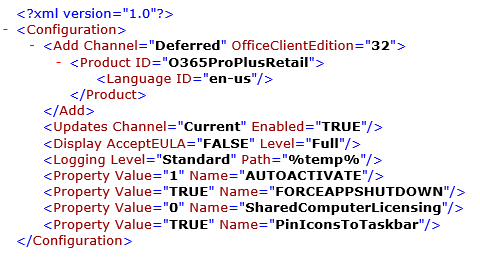 <?xml version="1.0"?>
- <Configuration>
- <Add Channel="Deferred" OfficeClientEdition="32">
- <Product ID="O365ProPlusRetail">
<Language ID="en-us"/>
</Product>
</Add>
<Updates Channel="Current" Enabled="TRUE"/>
<Display AcceptEULA="FALSE" Level="Full"/>
<Logging Level="Standard" Path="%temp%"/>
<Property Value="1" Name="AUTOACTIVATE"/>
<Property Value="TRUE" Name="FORCEAPPSHUTDOWN"/>
<Property Value="0" Name="SharedComputerLicensing"/>
<Property Value="TRUE" Name="PinIconsToTaskbar"/>
</Configuration>